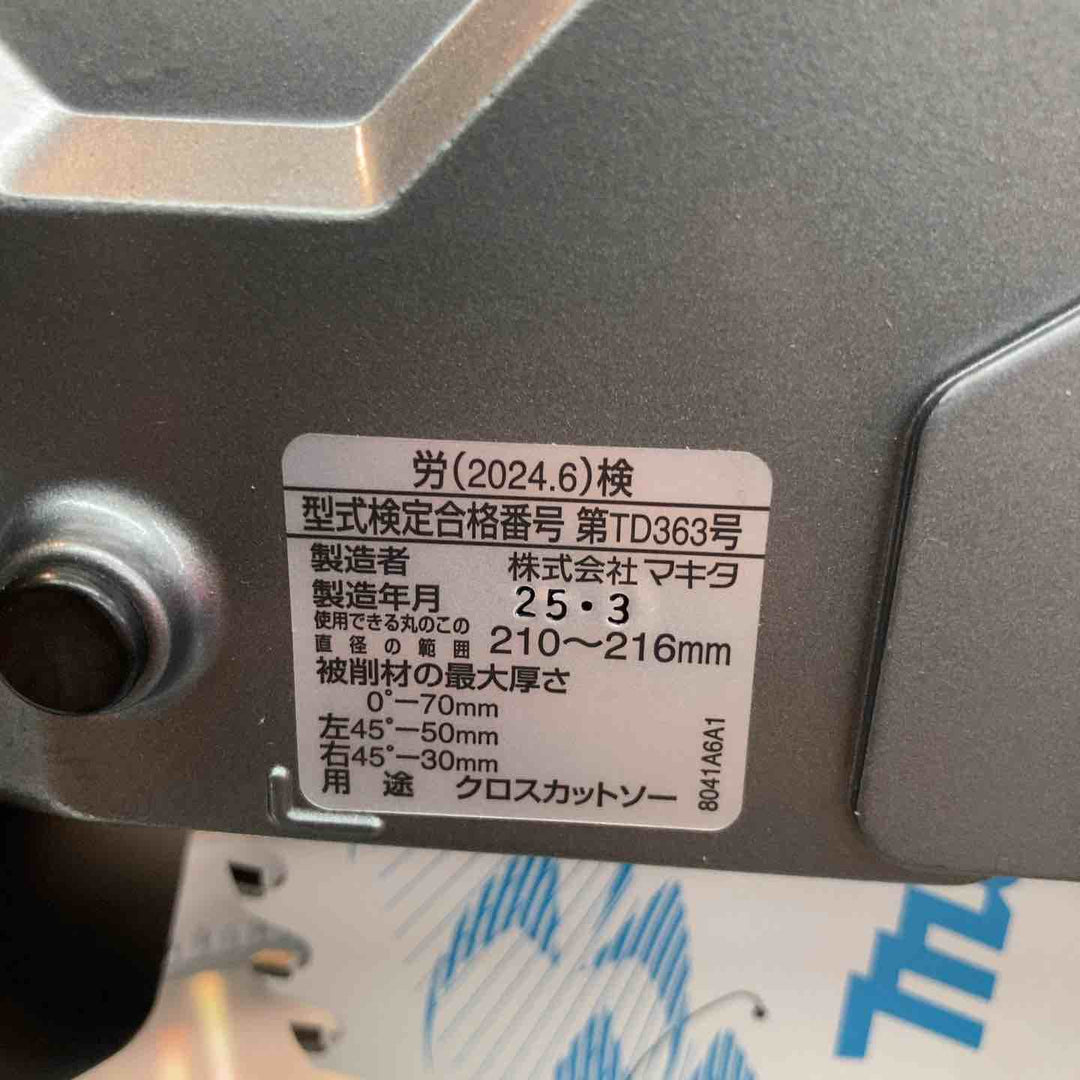 労(2024.6)検
型式検定合格番号 第TD363号
製造者 株式会社マキタ
製造年月 25・3
使用できる丸のこの
直径の範囲 210〜216mm
被削材の最大厚さ
0°ー70mm
左45°ー50mm
右45°ー30mm
用途 クロスカットソー
8041A6A1